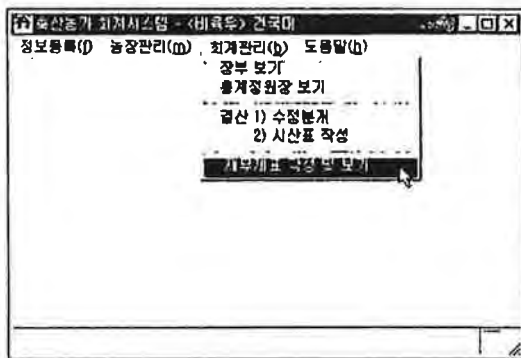 축산농가 회계시스템 - <비육우> 건국미
정보등록(f) 농장관리(m) 회계관리(h) 도움말(h)
장부 보기
총계정원장 보기
결산 1) 수정분개
2) 시산표 작성
재무제표 작성 및 보기